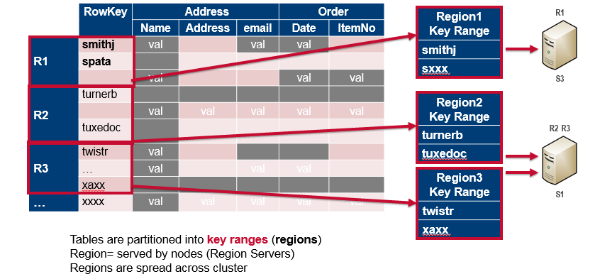 RowKey Address Order
Name Address email Date ItemNo
R1 smithj val val val
spata
val val val
R2 turnerb
val val val val val
tuxedoc
R3 twistr val
... val val val
xaxx
... xxxx val val
Region1
Key Range
smithj
sxxx
R1
S3
Region2
Key Range
turnerb
tuxedoc
R2 R3
S1
Region3
Key Range
twistr
xaxx
Tables are partitioned into key ranges (regions)
Region= served by nodes (Region Servers)
Regions are spread across cluster